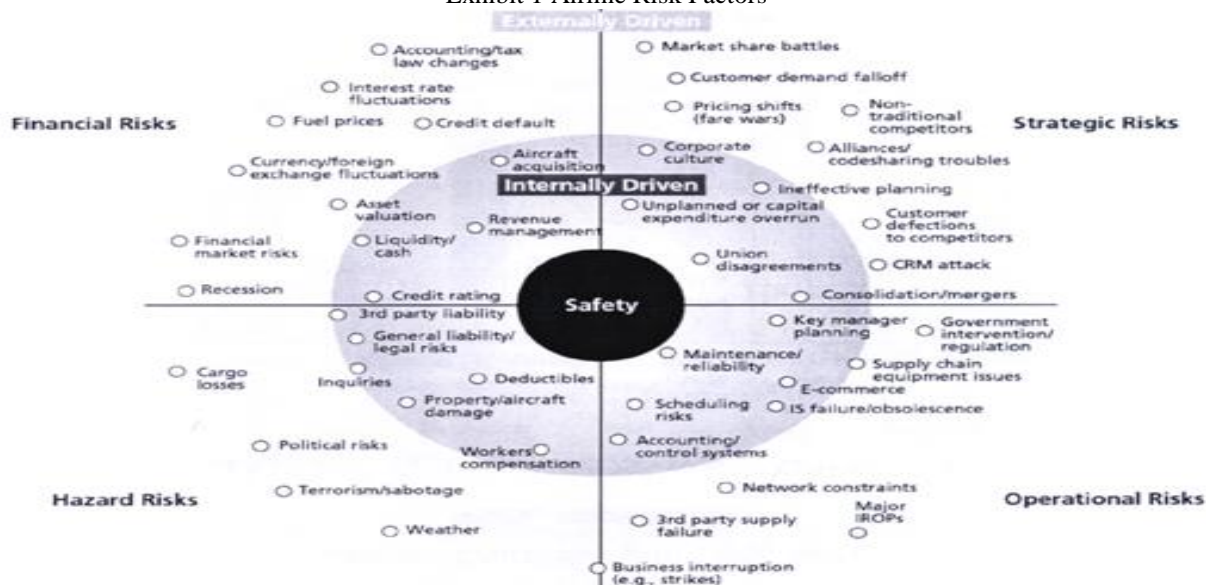 Exhibit 1 Airline Risk Factors
Externally Driven
Accounting/tax
law changes
Interest rate
fluctuations
Financial Risks
Fuel prices
Credit default
Currency/foreign
exchange fluctuations
Aircraft
acquisition
Internally Driven
Asset
valuation
Revenue
management
Financial
market risks
Liquidity/
cash
Recession
Credit rating
Market share battles
Customer demand falloff
Pricing shifts
(fare wars)
Non-
traditional
competitors
Strategic Risks
Corporate
culture
Alliances/
codesharing troubles
Ineffective planning
Unplanned or capital
expenditure overrun
Customer
defections
to competitors
Union
disagreements
CRM attack
Consolidation/mergers
Safety
3rd party liability
General liability/
legal risks
Cargo
losses
Inquiries
Deductibles
Property/aircraft
damage
Political risks
Workers
compensation
Hazard Risks
Terrorism/sabotage
Weather
Key manager
planning
Government
intervention/
regulation
Maintenance/
reliability
Supply chain
equipment issues
E-commerce
Scheduling
risks
IS failure/obsolescence
Accounting/
control systems
Network constraints
Operational Risks
Major
IROPs
3rd party supply
failure
Business interruption
(e.g., strikes)